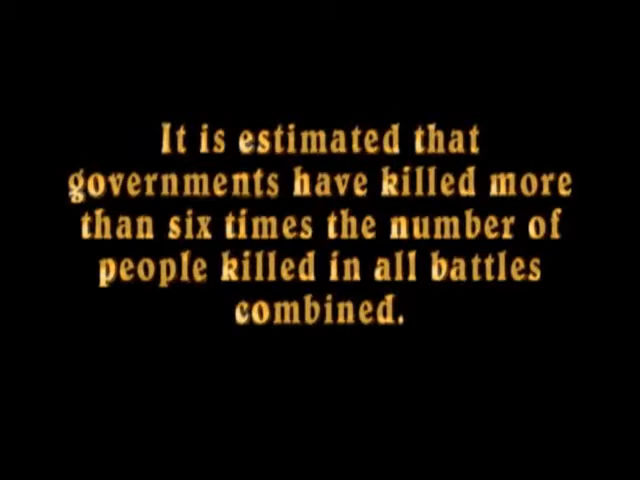 It is estimated that
governments have killed more
than six times the number of
people killed in all battles
combined.